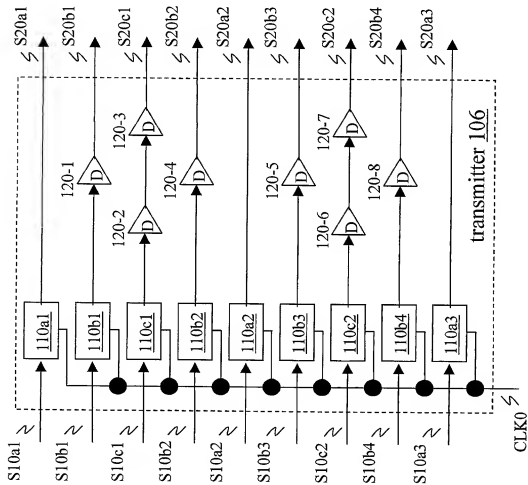 S10a1 110a1 S20a1
S10b1 110b1 120-1 D S20b1
S10c1 110c1 120-2 D 120-3 D S20c1
S10b2 110b2 120-4 D S20b2
S10a2 110a2 S20a2
S10b3 110b3 120-5 D S20b3
S10c2 110c2 120-6 D 120-7 D S20c2
S10b4 110b4 120-8 D S20b4
S10a3 110a3 S20a3
transmitter 106
CLK0